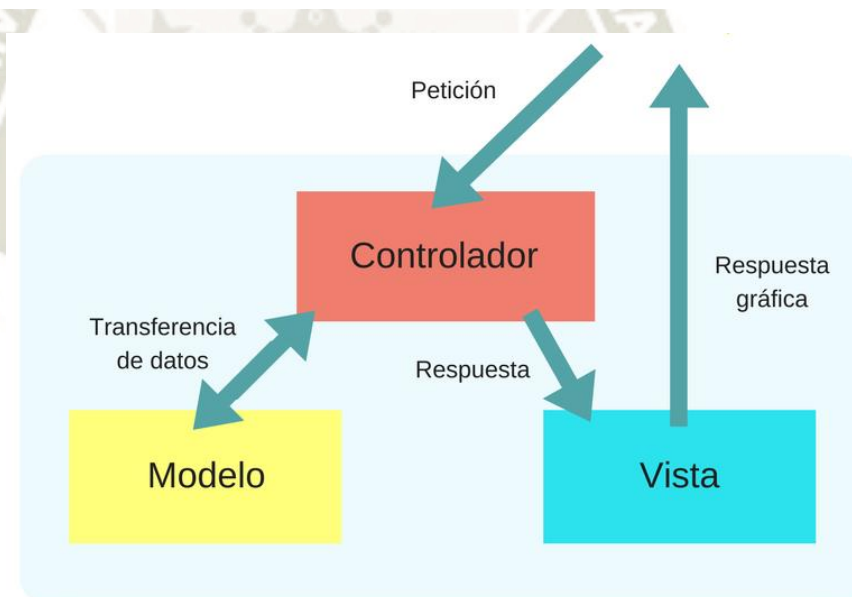 Petición
Controlador
Respuesta
gráfica
Transferencia
de datos
Respuesta
Modelo
Vista